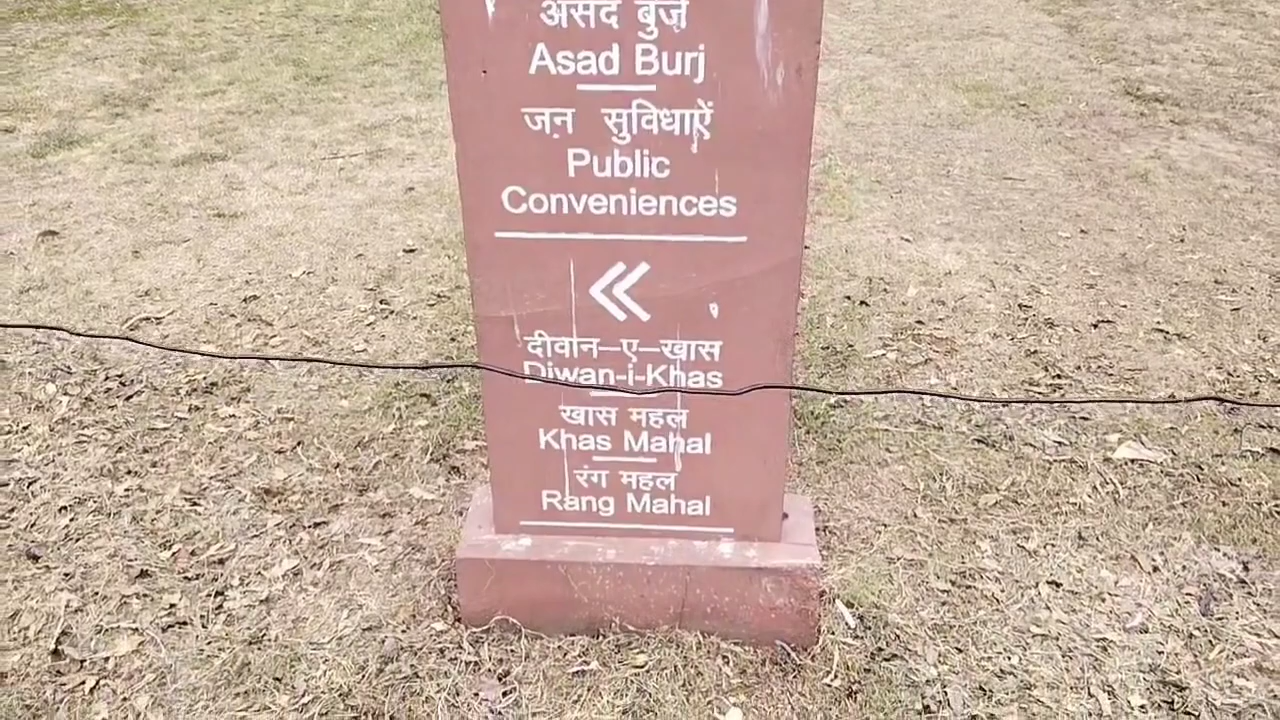 असद बुर्ज
Asad Burj
जन सुविधाऐं
Public
Conveniences
दीवान–ए–खास
Diwan-i-Khas
खास महल
Khas Mahal
रंग महल
Rang Mahal